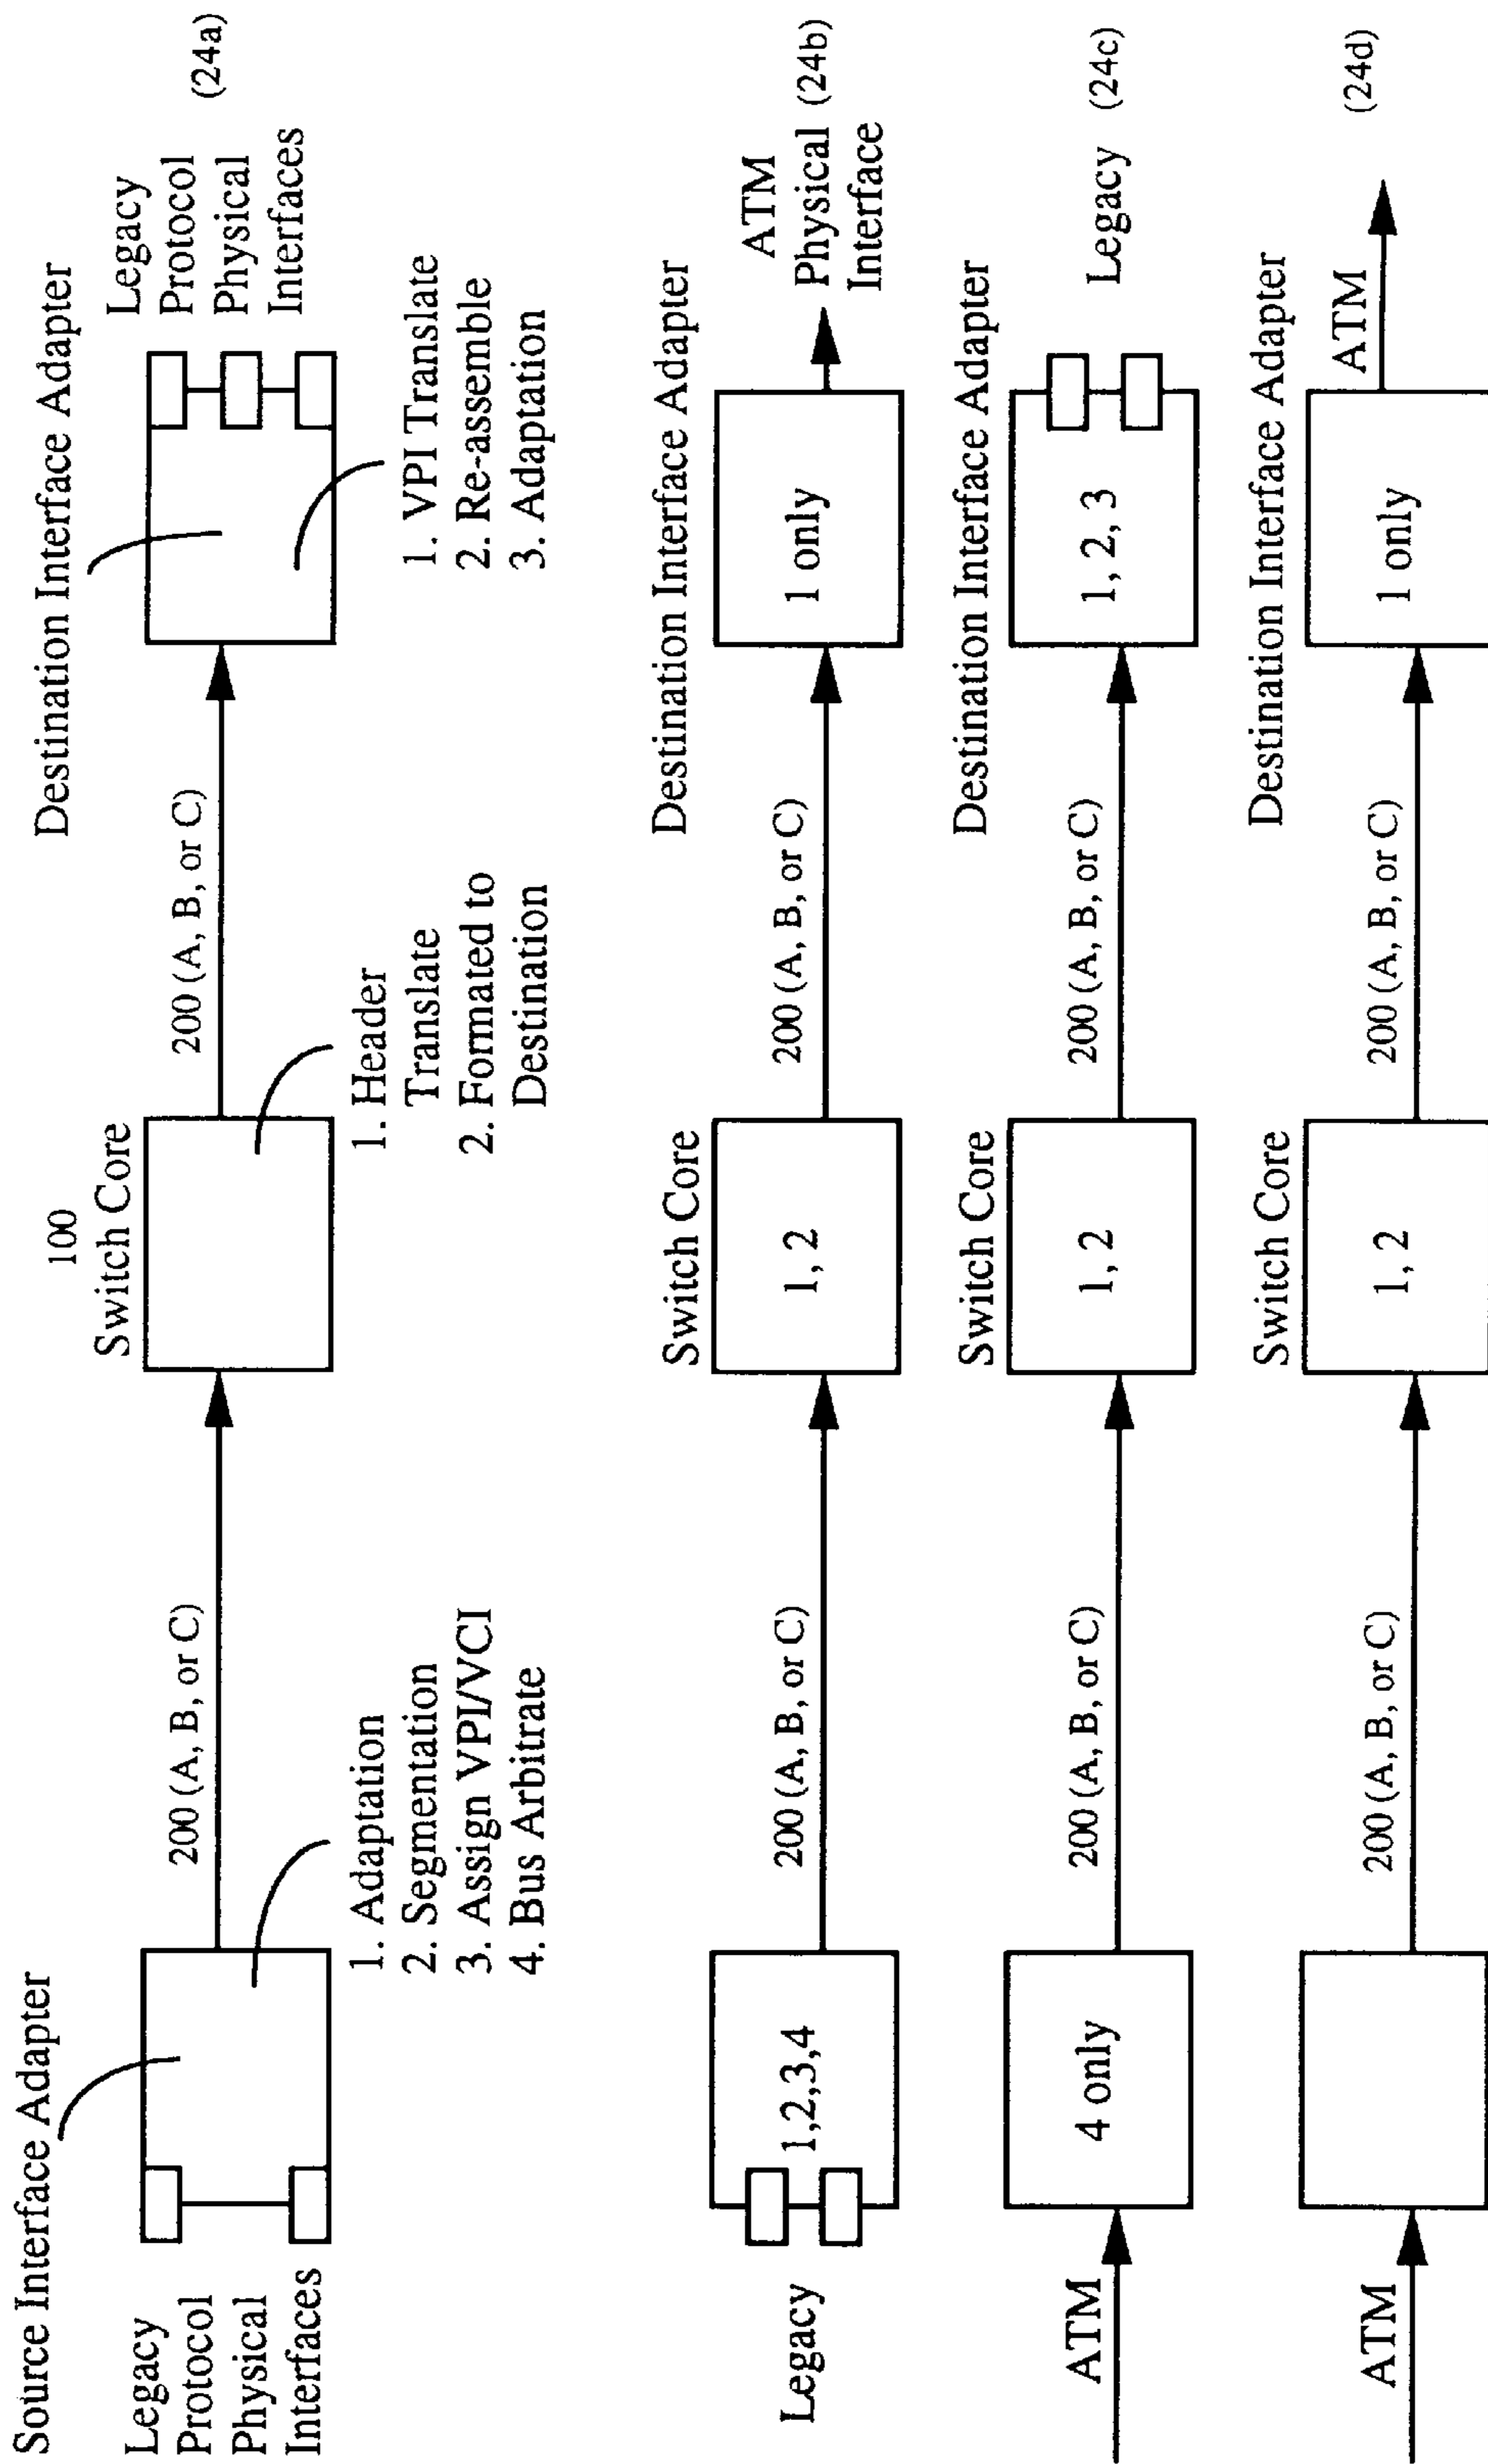 Source Interface Adapter
Legacy
Protocol
Physical
Interfaces
1. Adaptation
2. Segmentation
3. Assign VPI/VCI
4. Bus Arbitrate
200 (A, B, or C)
100
Switch Core
1. Header
Translate
2. Formated to
Destination
200 (A, B, or C)
Destination Interface Adapter
1. VPI Translate
2. Re-assemble
3. Adaptation
Legacy
Protocol
Physical
Interfaces
(24a)
Legacy
1,2,3,4
200 (A, B, or C)
Switch Core
1, 2
200 (A, B, or C)
Destination Interface Adapter
1 only
ATM
Physical
Interface
(24b)
ATM
4 only
200 (A, B, or C)
Switch Core
1, 2
200 (A, B, or C)
Destination Interface Adapter
1, 2, 3
Legacy
(24c)
ATM
200 (A, B, or C)
Switch Core
1, 2
200 (A, B, or C)
Destination Interface Adapter
1 only
ATM
(24d)